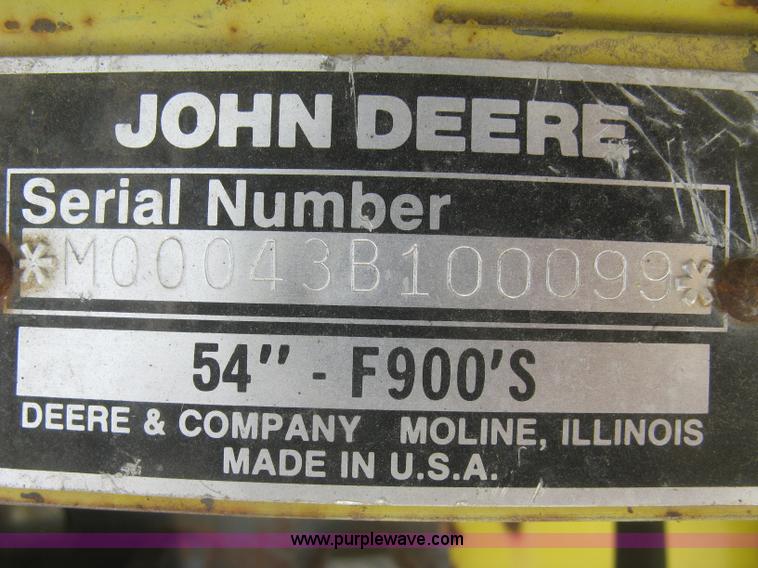 JOHN DEERE
Serial Number
*M00043B100099*
54" - F900'S
DEERE & COMPANY MOLINE, ILLINOIS
MADE IN U.S.A.
www.purplewave.com